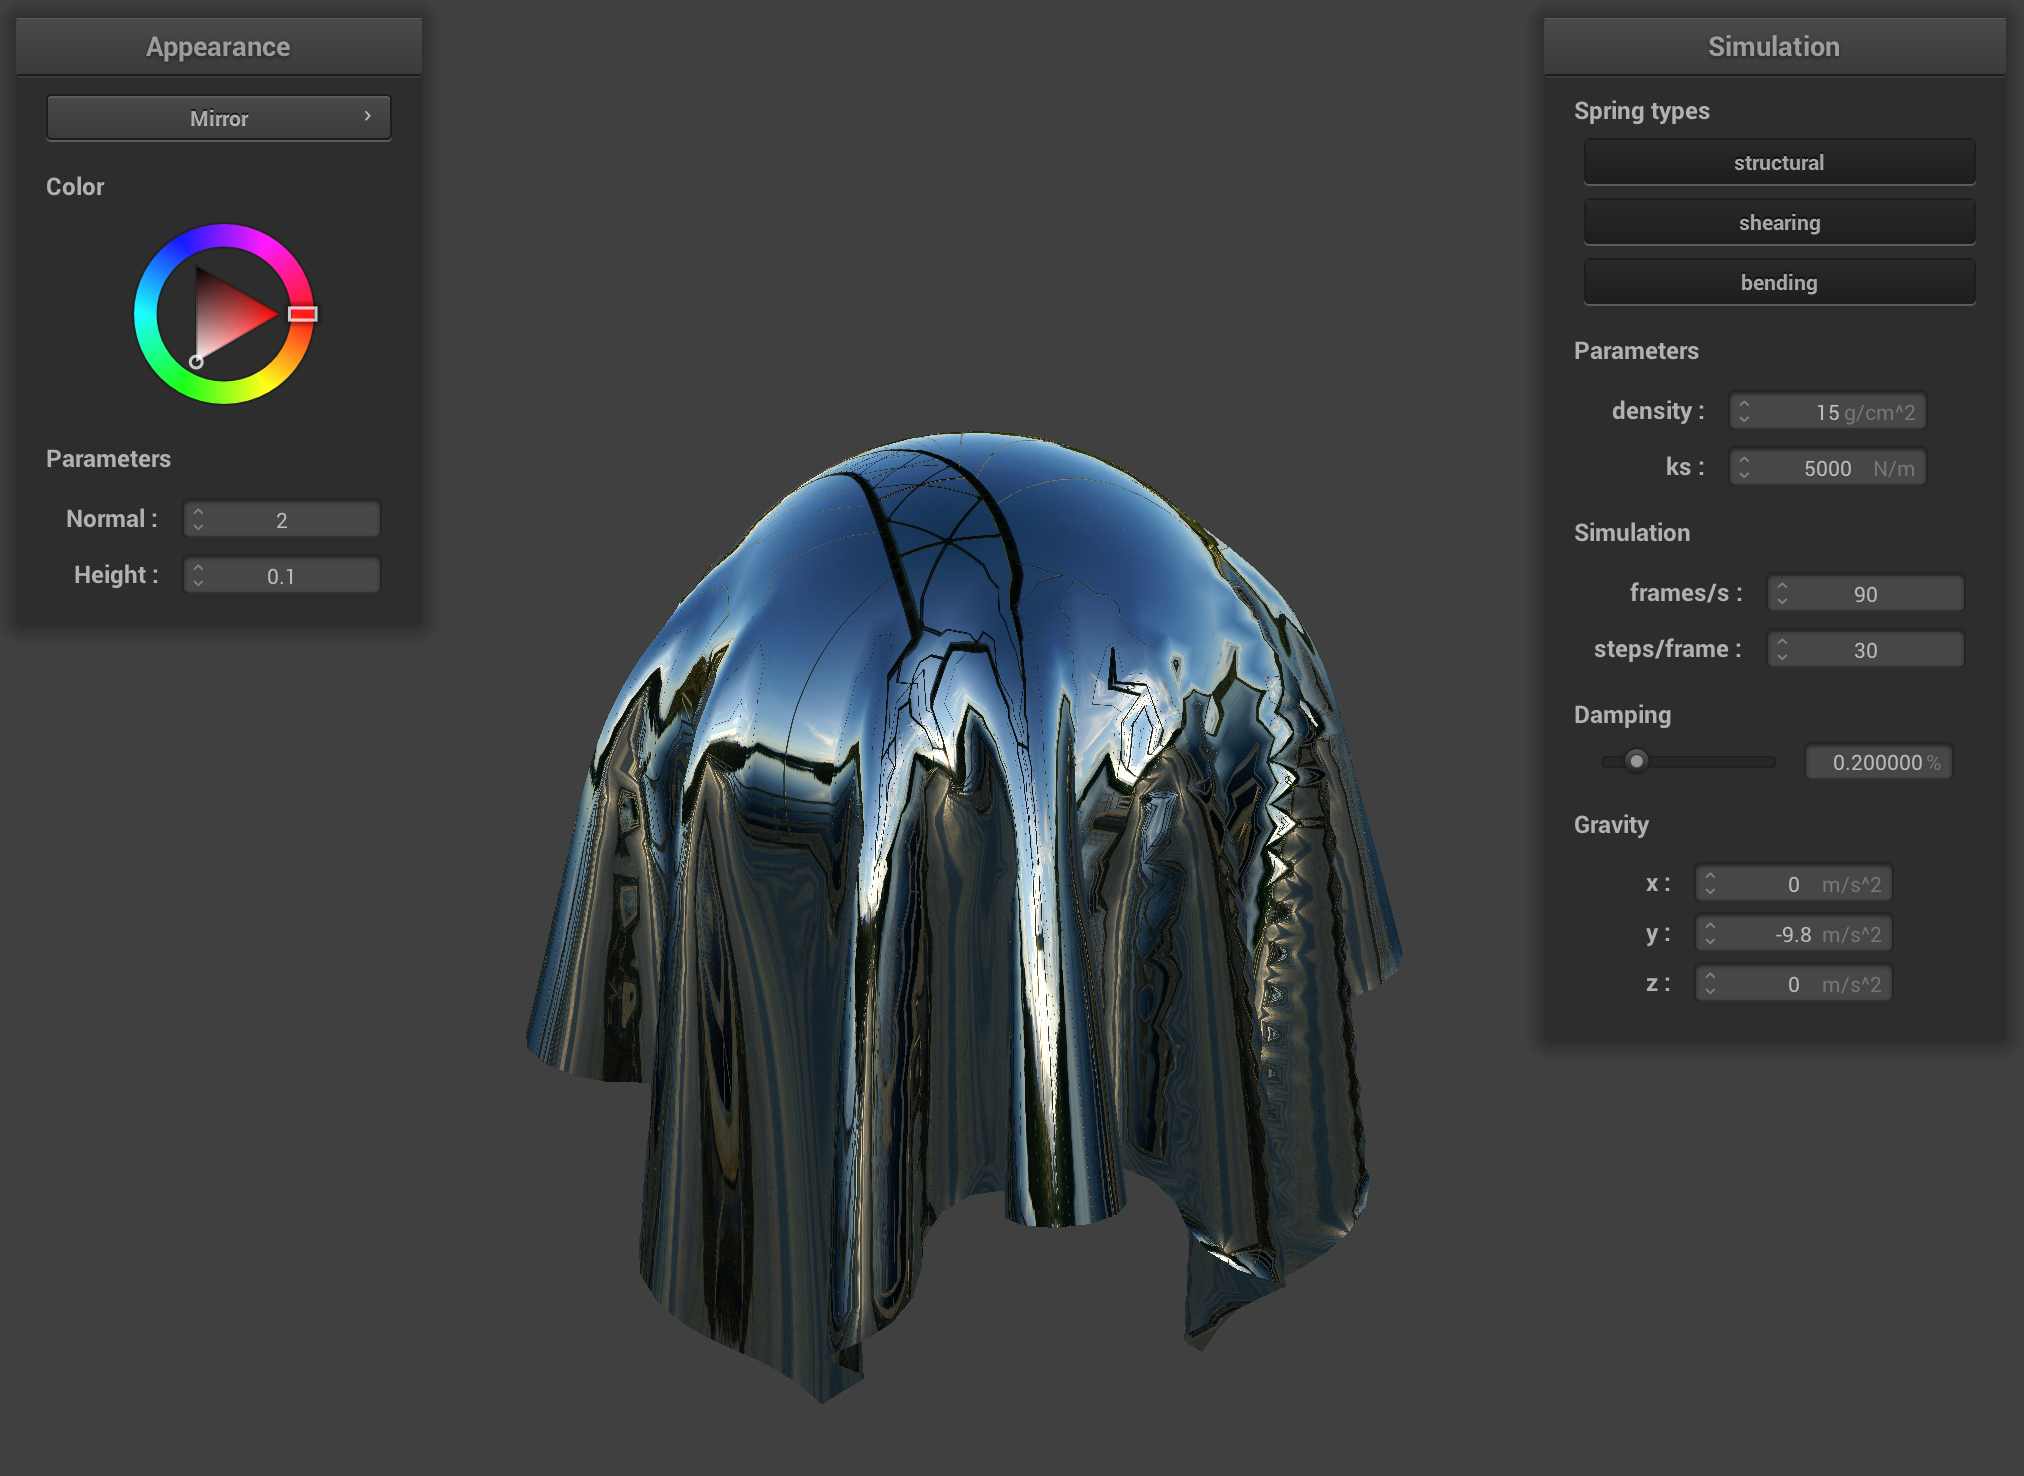 Appearance
Mirror
Color
Parameters
Normal : 2
Height : 0.1
Simulation
Spring types
structural
shearing
bending
Parameters
density : 15 g/cm^2
ks : 5000 N/m
Simulation
frames/s : 90
steps/frame : 30
Damping
0.200000 %
Gravity
x : 0 m/s^2
y : -9.8 m/s^2
z : 0 m/s^2